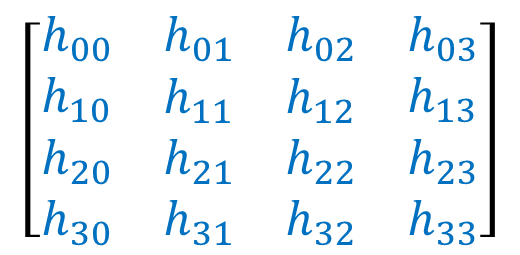 h₀₀ h₀₁ h₀₂ h₀₃
h₁₀ h₁₁ h₁₂ h₁₃
h₂₀ h₂₁ h₂₂ h₂₃
h₃₀ h₃₁ h₃₂ h₃₃